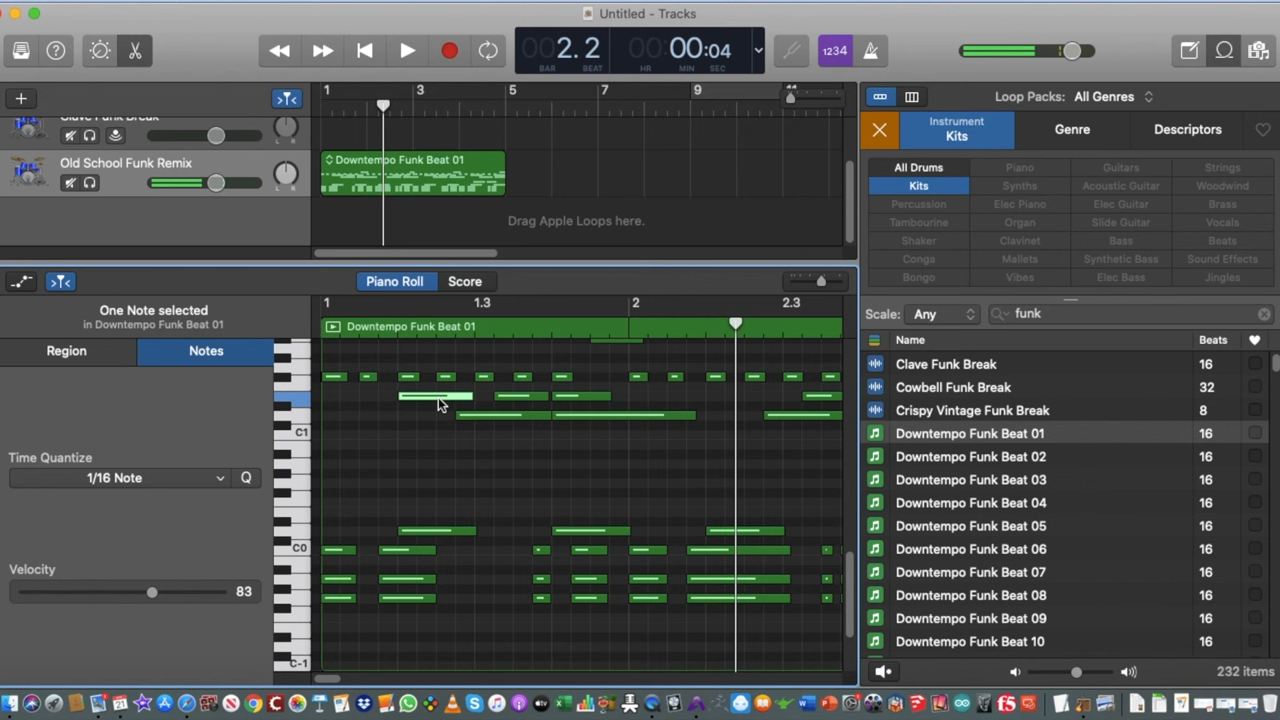 Untitled - Tracks
002. 2
BAR BEAT
00:00:04
HR MIN SEC
1234
1 3 5 7 9
Clave Funk Break
L R
Old School Funk Remix
L R
Downtempo Funk Beat 01
Drag Apple Loops here.
Piano Roll Score
One Note selected
in Downtempo Funk Beat 01
Region Notes
Time Quantize
1/16 Note Q
Velocity
83
1 1.3 2 2.3
Downtempo Funk Beat 01
C1
C0
C-1
Loop Packs: All Genres
Instrument
Kits
Genre
Descriptors
All Drums Piano Guitars Strings
Kits Synths Acoustic Guitar Woodwind
Percussion Elec Piano Elec Guitar Brass
Tambourine Organ Slide Guitar Vocals
Shaker Clavinet Bass Beats
Conga Mallets Synthetic Bass Sound Effects
Bongo Vibes Elec Bass Jingles
Scale: Any funk
Name Beats
Clave Funk Break 16
Cowbell Funk Break 32
Crispy Vintage Funk Break 8
Downtempo Funk Beat 01 16
Downtempo Funk Beat 02 16
Downtempo Funk Beat 03 16
Downtempo Funk Beat 04 16
Downtempo Funk Beat 05 16
Downtempo Funk Beat 06 16
Downtempo Funk Beat 07 16
Downtempo Funk Beat 08 16
Downtempo Funk Beat 09 16
Downtempo Funk Beat 10 16
232 items